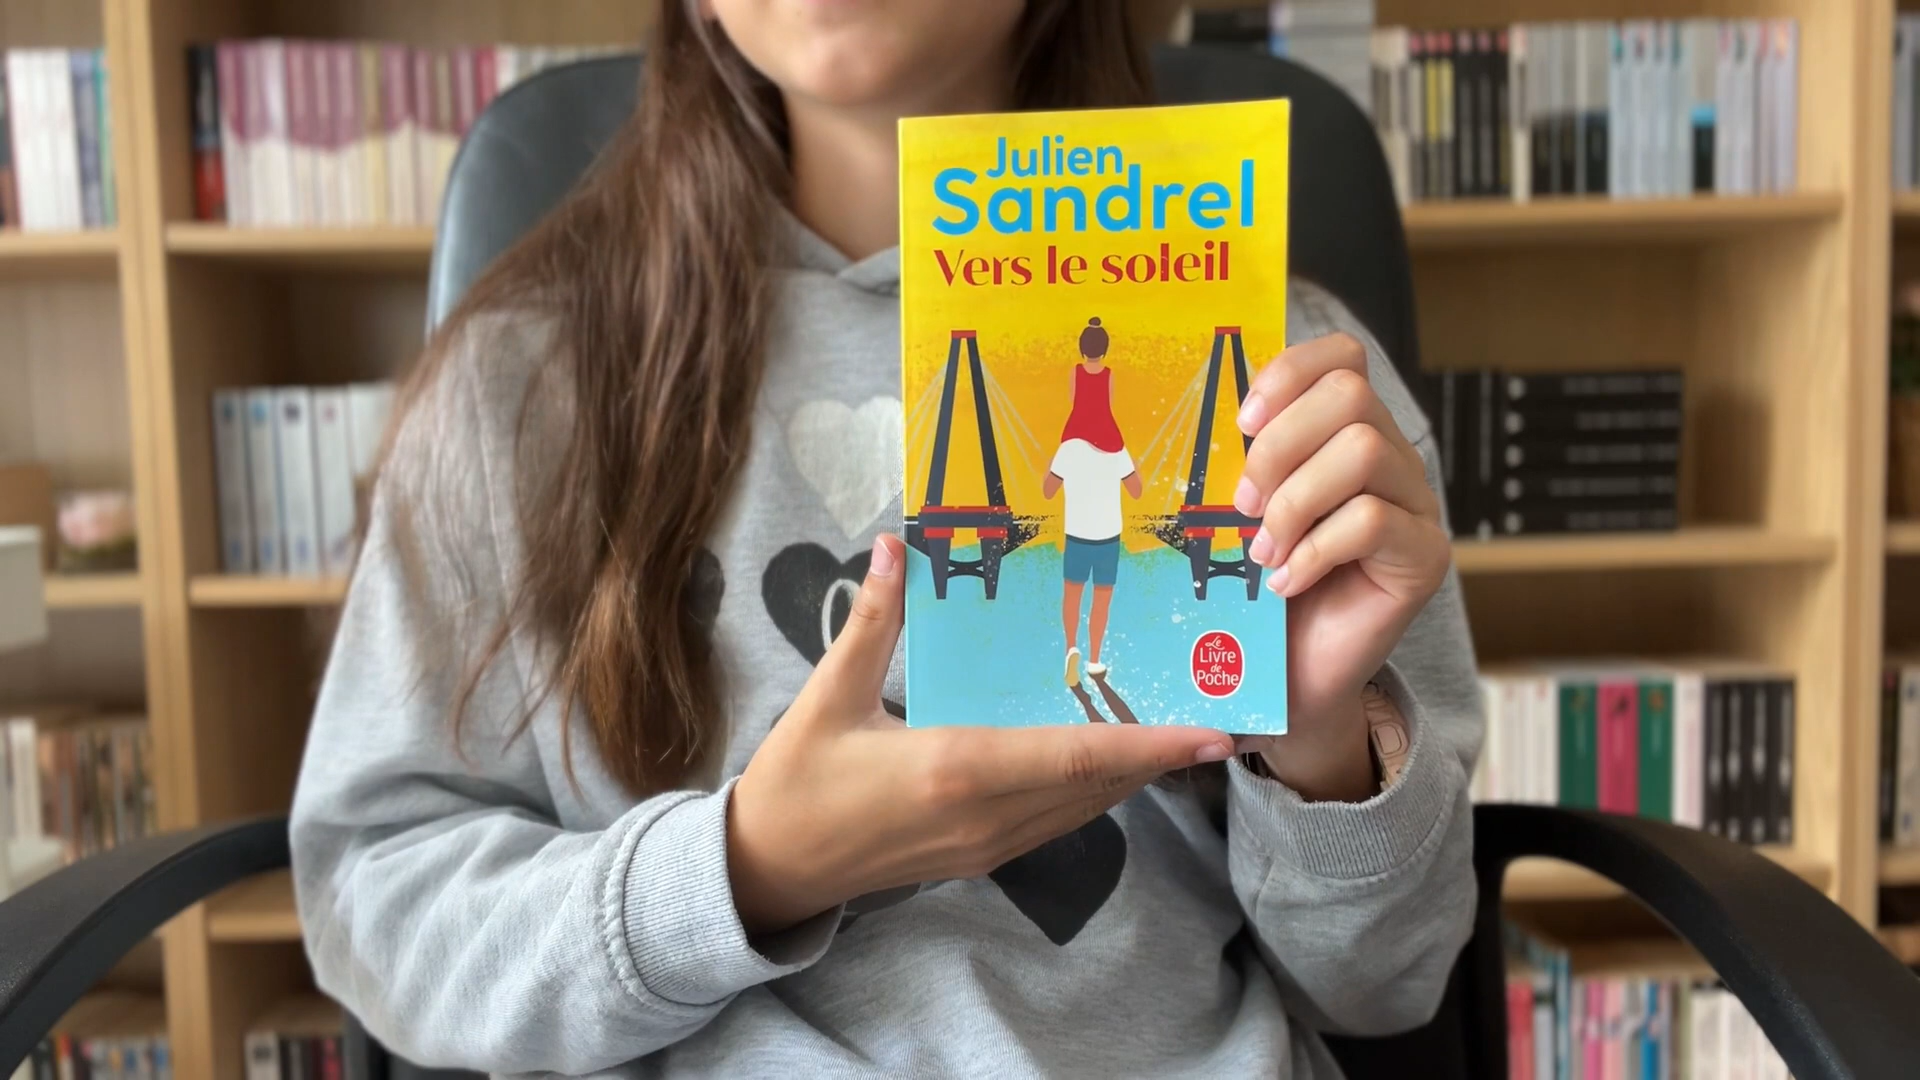 Julien
Sandrel
Vers le soleil
Le
Livre
de
Poche